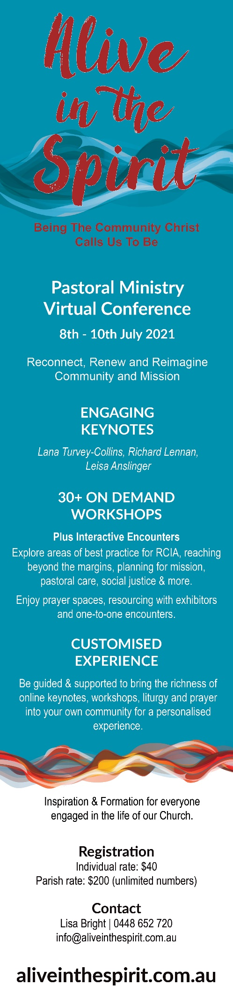 Alive
in the
Spirit
Being The Community Christ
Calls Us To Be
Pastoral Ministry
Virtual Conference
8th - 10th July 2021
Reconnect, Renew and Reimagine
Community and Mission
ENGAGING
KEYNOTES
Lana Turvey-Collins, Richard Lennan,
Leisa Anslinger
30+ ON DEMAND
WORKSHOPS
Plus Interactive Encounters
Explore areas of best practice for RCIA, reaching
beyond the margins, planning for mission,
pastoral care, social justice & more.
Enjoy prayer spaces, resourcing with exhibitors
and one-to-one encounters.
CUSTOMISED
EXPERIENCE
Be guided & supported to bring the richness of
online keynotes, workshops, liturgy and prayer
into your own community for a personalised
experience.
Inspiration & Formation for everyone
engaged in the life of our Church.
Registration
Individual rate: $40
Parish rate: $200 (unlimited numbers)
Contact
Lisa Bright | 0448 652 720
info@aliveinthespirit.com.au
aliveinthespirit.com.au